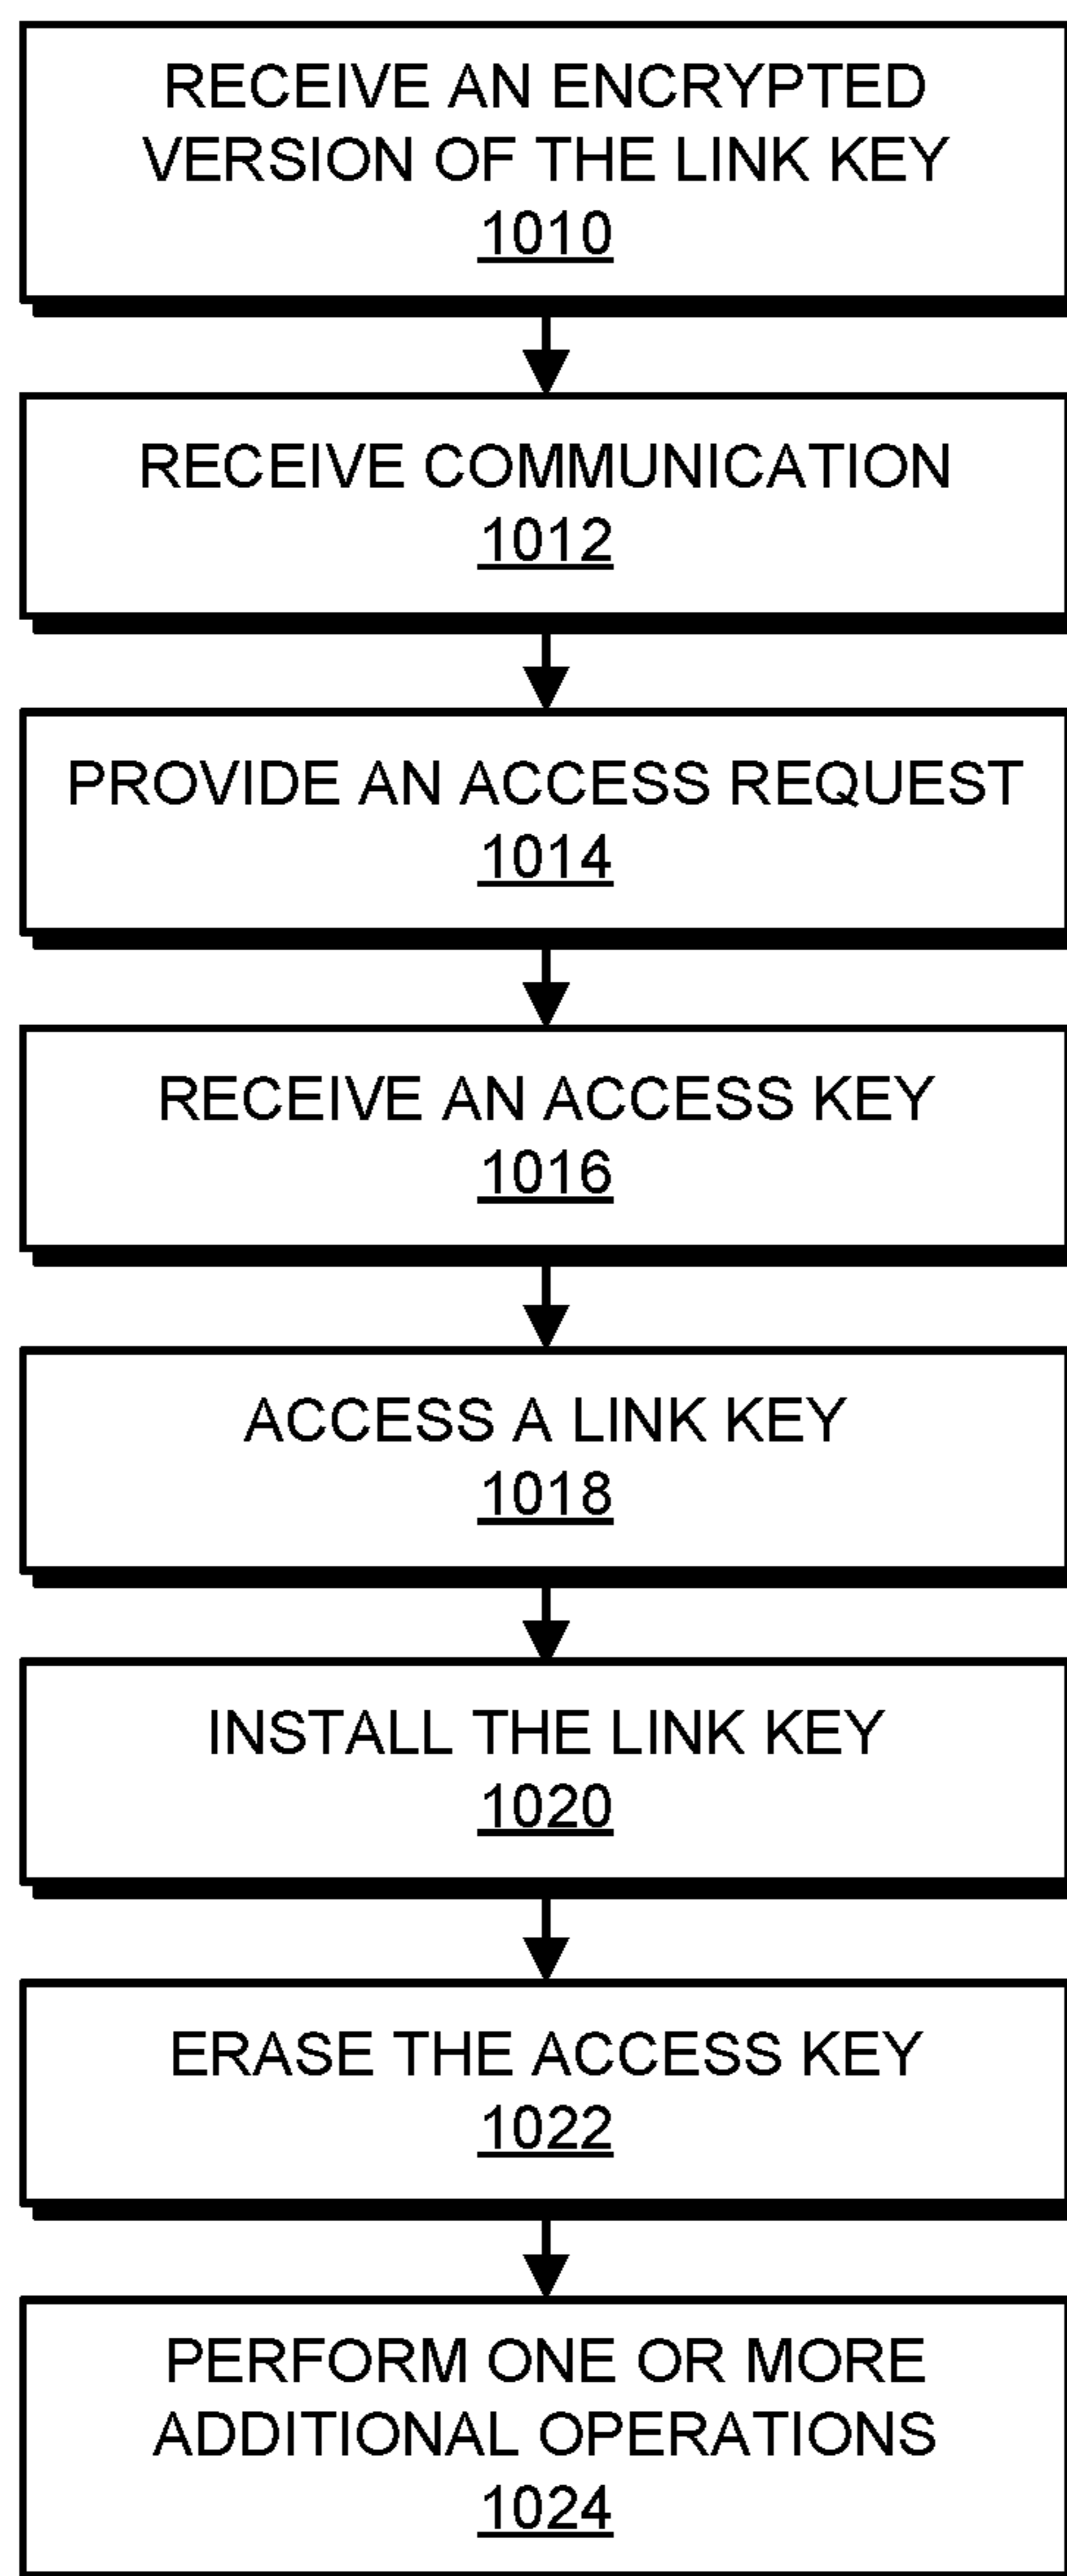 RECEIVE AN ENCRYPTED
VERSION OF THE LINK KEY
1010
RECEIVE COMMUNICATION
1012
PROVIDE AN ACCESS REQUEST
1014
RECEIVE AN ACCESS KEY
1016
ACCESS A LINK KEY
1018
INSTALL THE LINK KEY
1020
ERASE THE ACCESS KEY
1022
PERFORM ONE OR MORE
ADDITIONAL OPERATIONS
1024